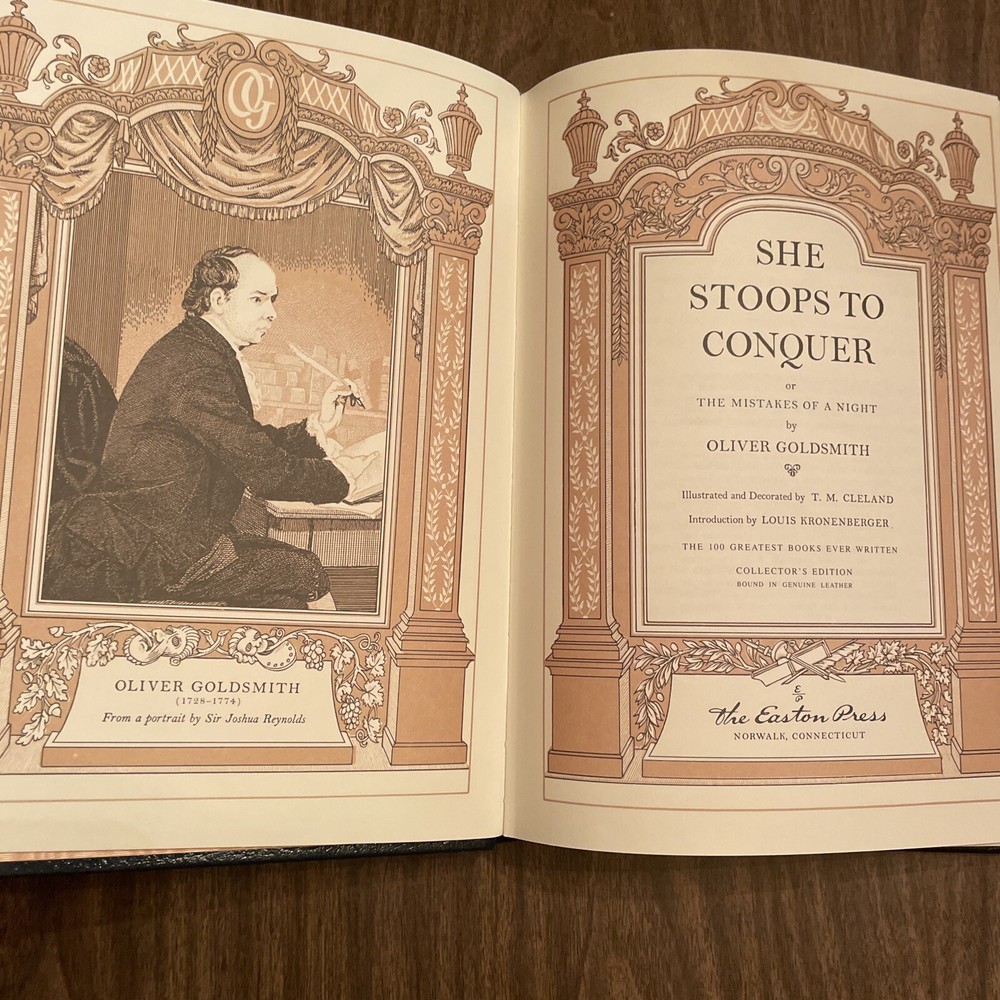 OG
OLIVER GOLDSMITH
(1728-1774)
From a portrait by Sir Joshua Reynolds
SHE
STOOPS TO
CONQUER
or
THE MISTAKES OF A NIGHT
by
OLIVER GOLDSMITH
Illustrated and Decorated by T. M. CLELAND
Introduction by LOUIS KRONENBERGER
THE 100 GREATEST BOOKS EVER WRITTEN
COLLECTOR'S EDITION
BOUND IN GENUINE LEATHER
E
P
The Easton Press
NORWALK, CONNECTICUT